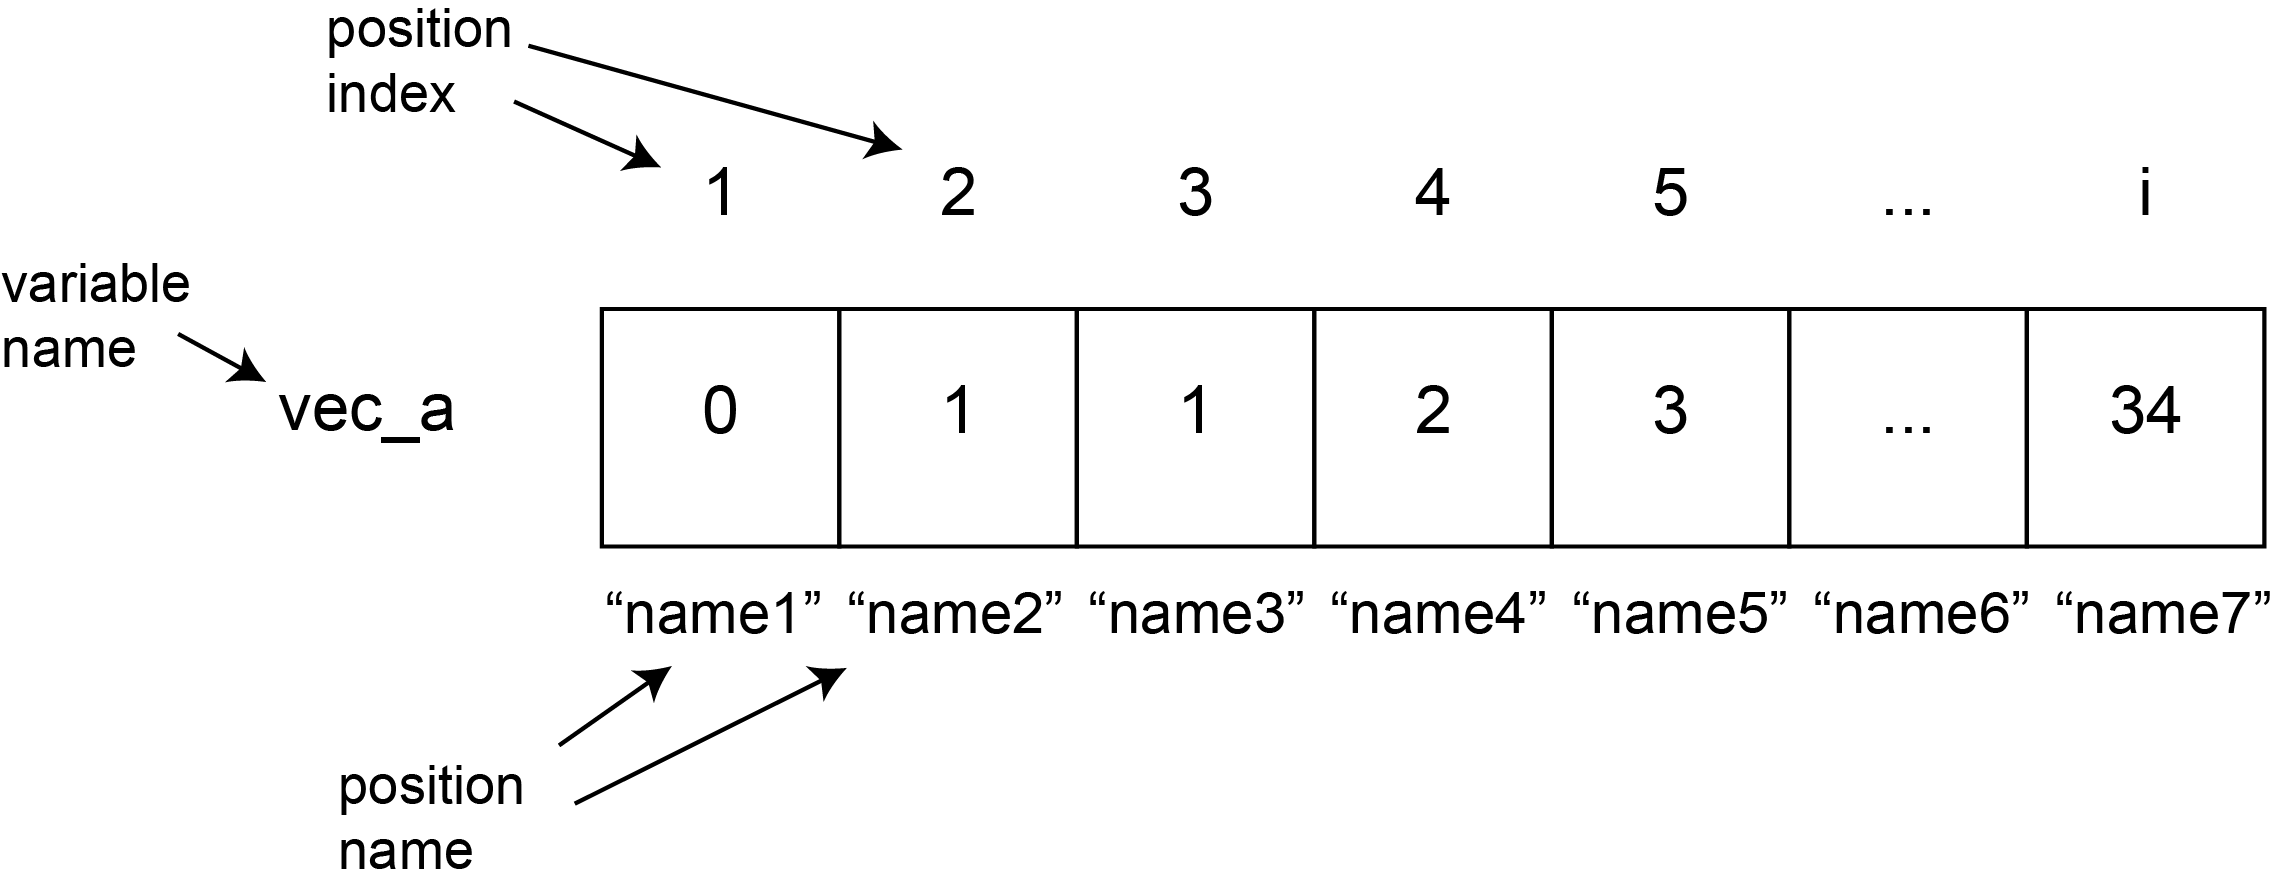 position
index
1 2 3 4 5 ... i
variable
name
vec_a
0 1 1 2 3 ... 34
“name1” “name2” “name3” “name4” “name5” “name6” “name7”
position
name